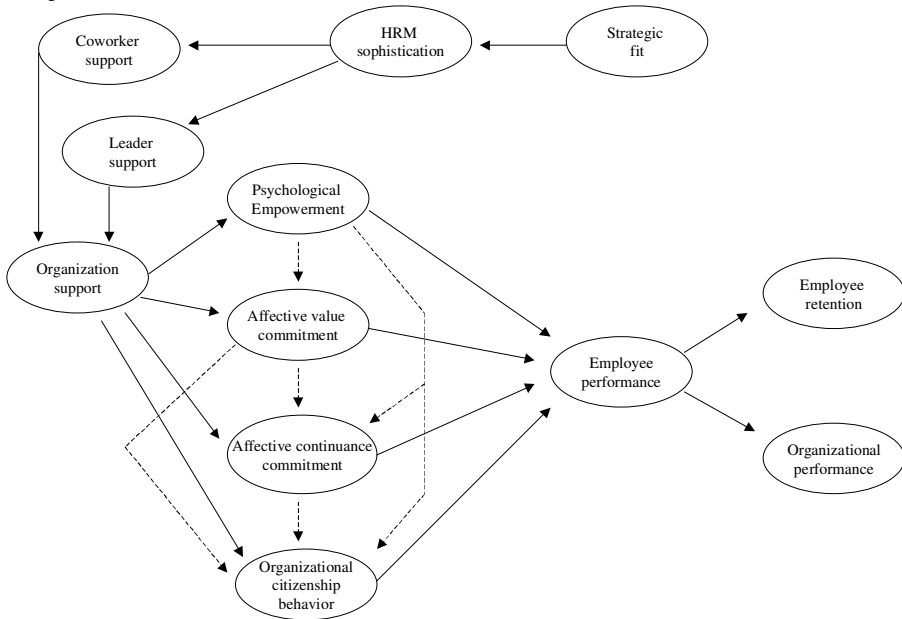 Coworker
support
HRM
sophistication
Strategic
fit
Leader
support
Psychological
Empowerment
Organization
support
Affective value
commitment
Affective continuance
commitment
Organizational
citizenship
behavior
Employee
performance
Employee
retention
Organizational
performance